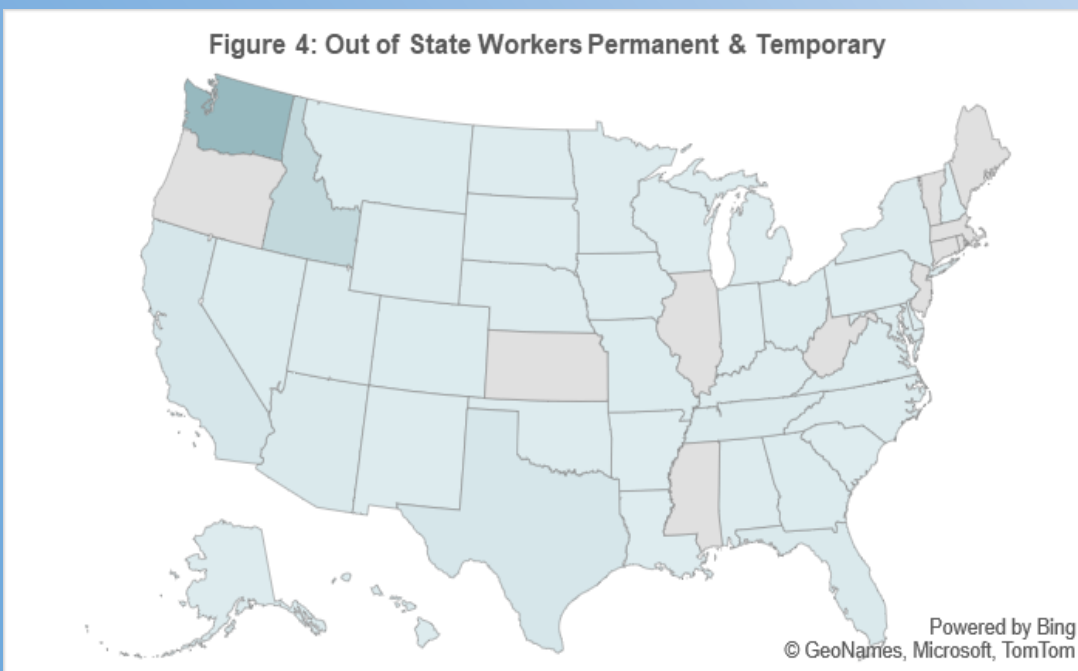 Figure 4: Out of State Workers Permanent & Temporary
Powered by Bing
© GeoNames, Microsoft, TomTom